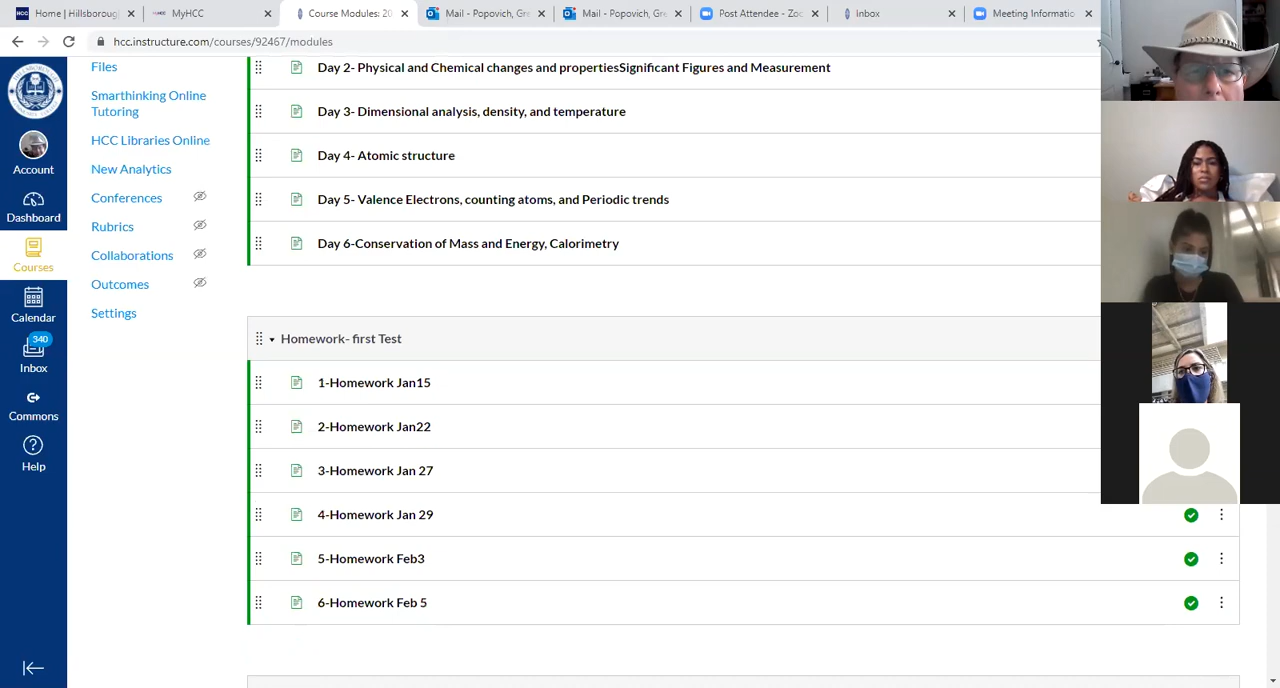 Home | Hillsboroug
MyHCC
Course Modules: 20
Mail - Popovich, Gre
Mail - Popovich, Gre
Post Attendee - Zoo
Inbox
Meeting Informatio
hcc.instructure.com/courses/92467/modules
Files
Smarthinking Online
Tutoring
HCC Libraries Online
New Analytics
Conferences
Rubrics
Collaborations
Outcomes
Settings
Account
Dashboard
Courses
Calendar
340
Inbox
Commons
Help
Day 2- Physical and Chemical changes and propertiesSignificant Figures and Measurement
Day 3- Dimensional analysis, density, and temperature
Day 4- Atomic structure
Day 5- Valence Electrons, counting atoms, and Periodic trends
Day 6-Conservation of Mass and Energy, Calorimetry
Homework- first Test
1-Homework Jan15
2-Homework Jan22
3-Homework Jan 27
4-Homework Jan 29
5-Homework Feb3
6-Homework Feb 5